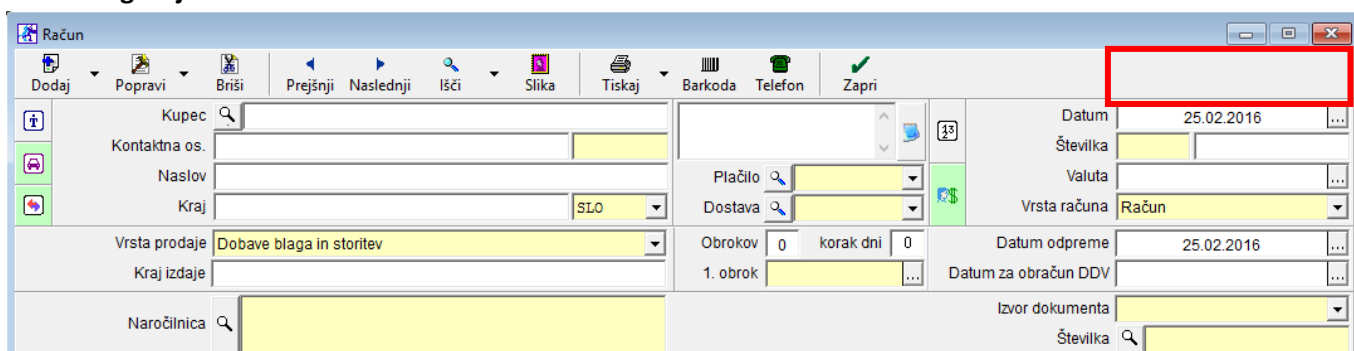 Račun
Dodaj Popravi Briši Prejšnji Naslednji Išči Slika Tiskaj Barkoda Telefon Zapri
Kupec Datum 25.02.2016 ...
Kontaktna os. Številka
Naslov Plačilo Valuta ...
Kraj SLO Dostava Vrsta računa Račun
Vrsta prodaje Dobave blaga in storitev Obrokov 0 korak dni 0 Datum odpreme 25.02.2016 ...
Kraj izdaje 1. obrok ... Datum za obračun DDV ...
Naročilnica Izvor dokumenta
Številka